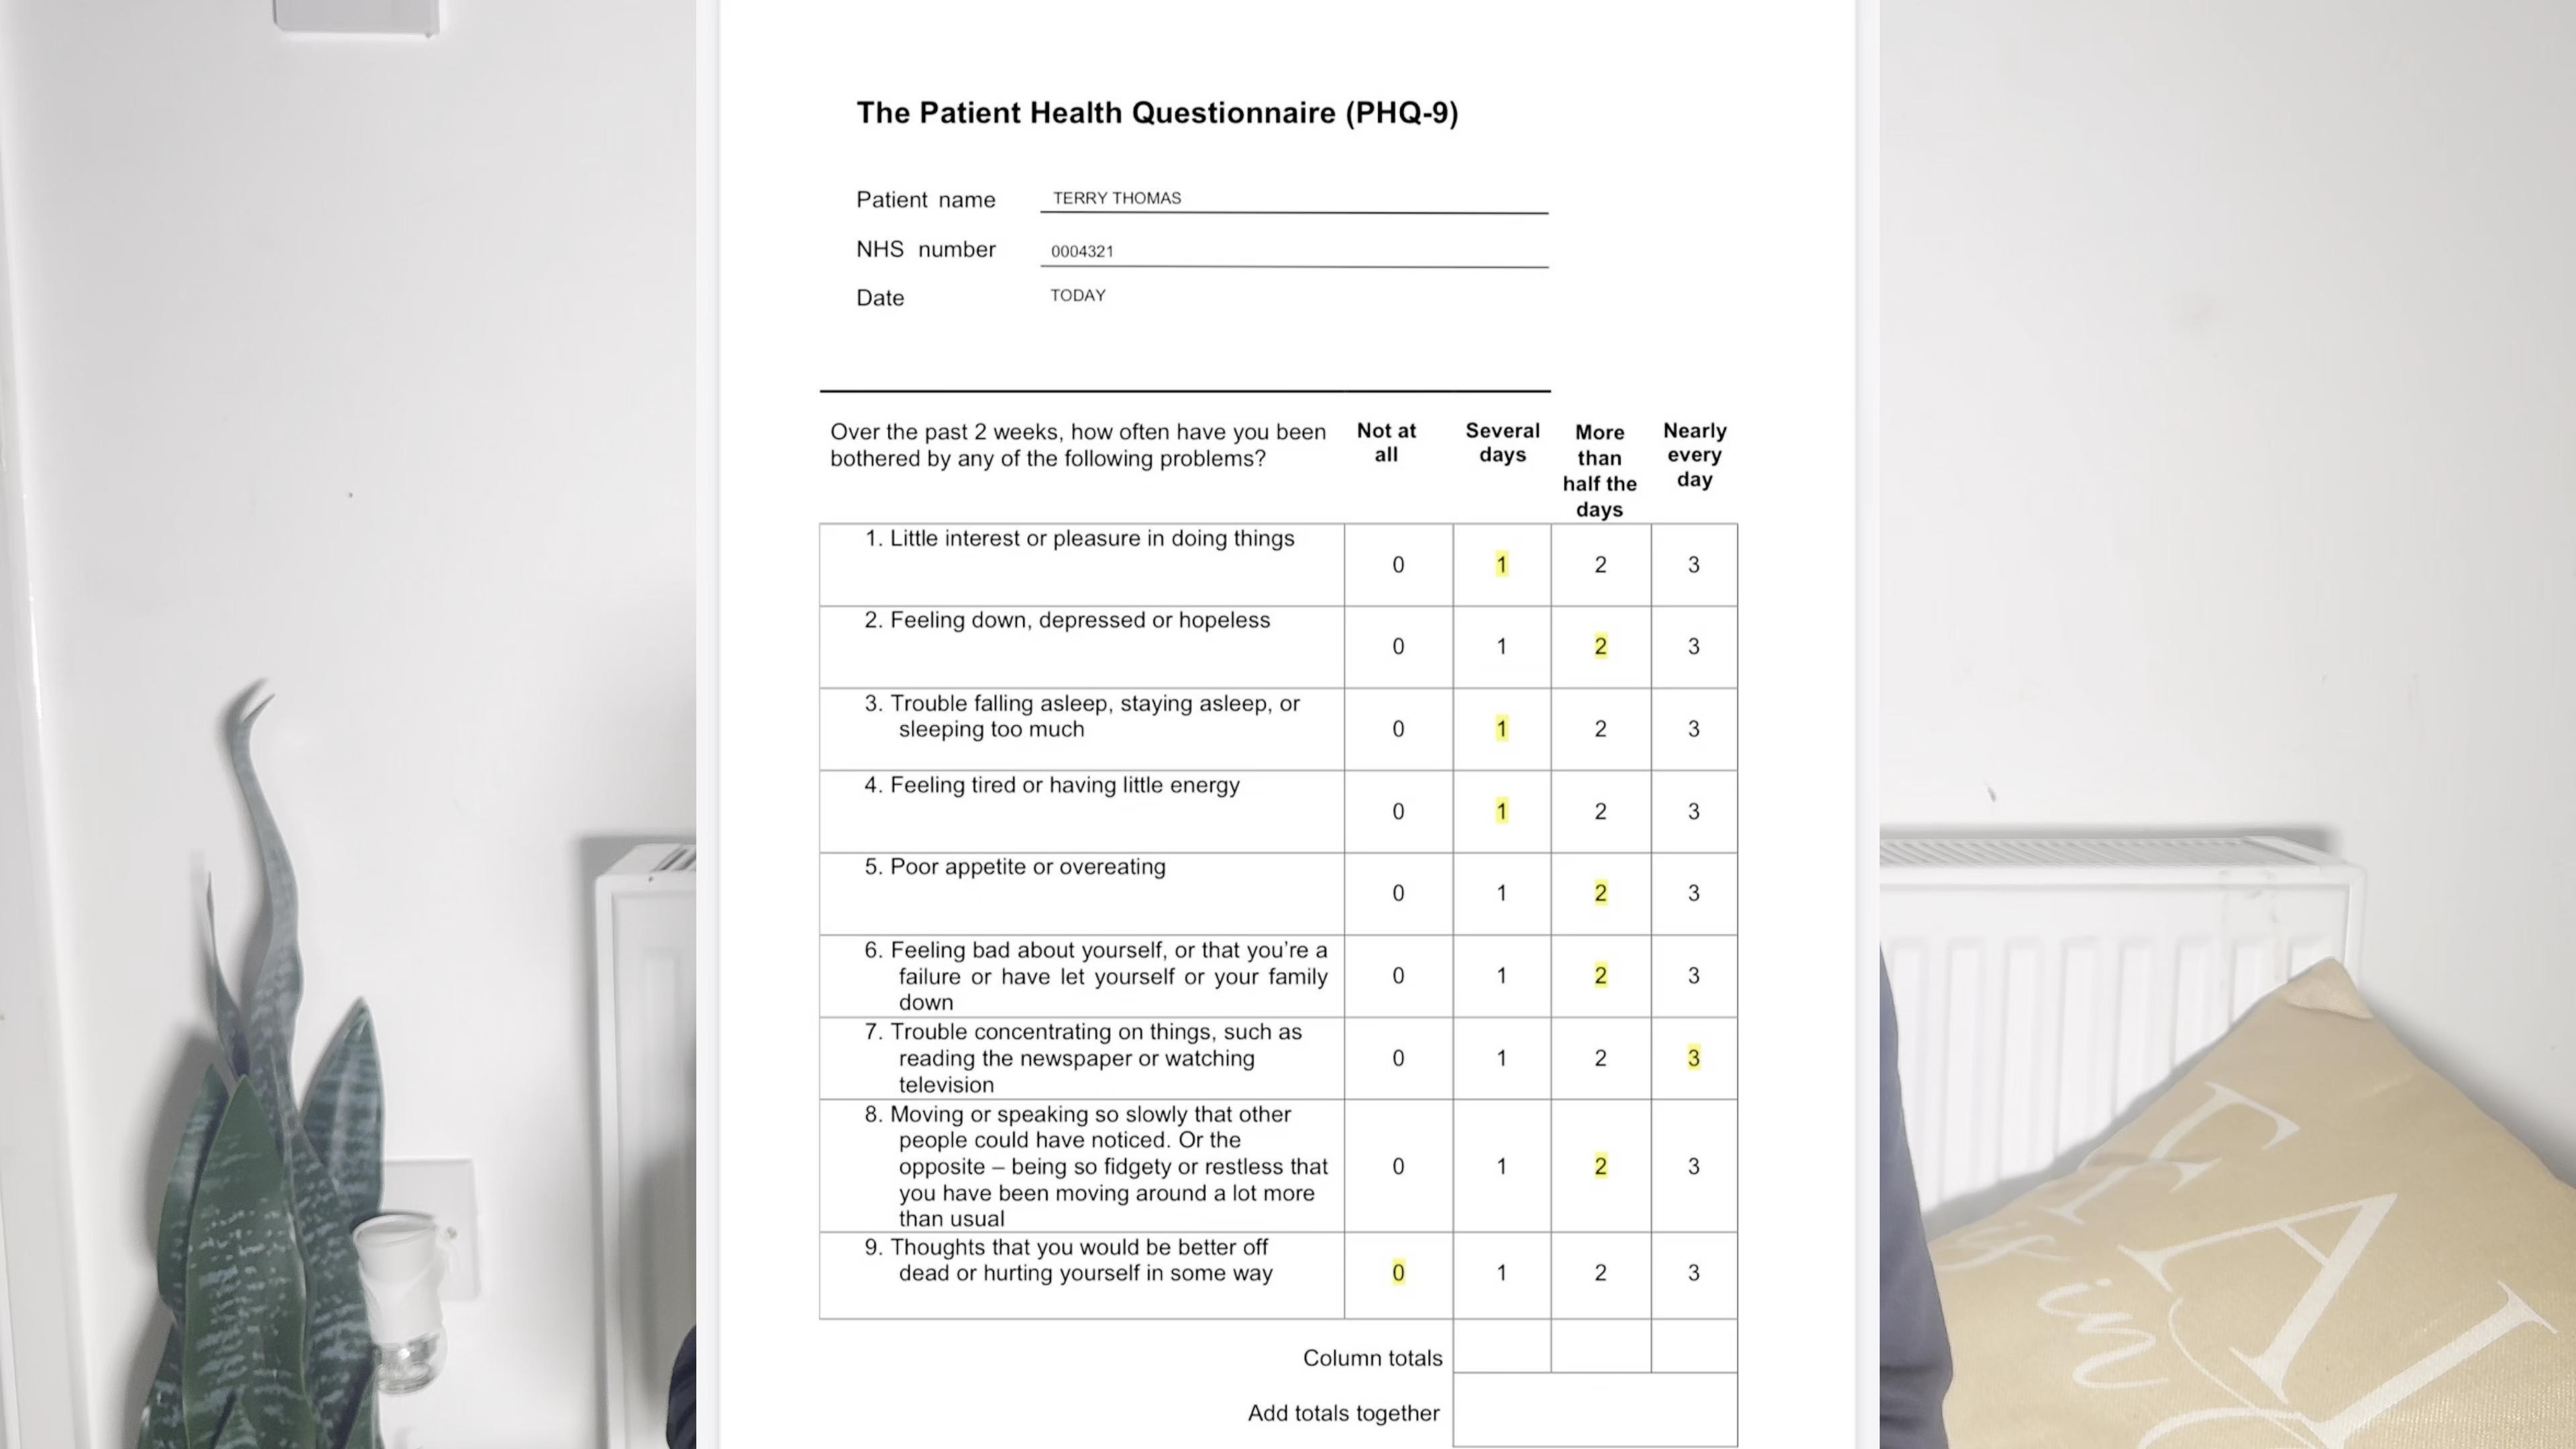 The Patient Health Questionnaire (PHQ-9)
Patient name TERRY THOMAS
NHS number 0004321
Date TODAY
Over the past 2 weeks, how often have you been
bothered by any of the following problems?
Not at
all
Several
days
More
than
half the
days
Nearly
every
day
1. Little interest or pleasure in doing things
0 1 2 3
2. Feeling down, depressed or hopeless
0 1 2 3
3. Trouble falling asleep, staying asleep, or
sleeping too much
0 1 2 3
4. Feeling tired or having little energy
0 1 2 3
5. Poor appetite or overeating
0 1 2 3
6. Feeling bad about yourself, or that you're a
failure or have let yourself or your family
down
0 1 2 3
7. Trouble concentrating on things, such as
reading the newspaper or watching
television
0 1 2 3
8. Moving or speaking so slowly that other
people could have noticed. Or the
opposite – being so fidgety or restless that
you have been moving around a lot more
than usual
0 1 2 3
9. Thoughts that you would be better off
dead or hurting yourself in some way
0 1 2 3
Column totals
Add totals together
if in